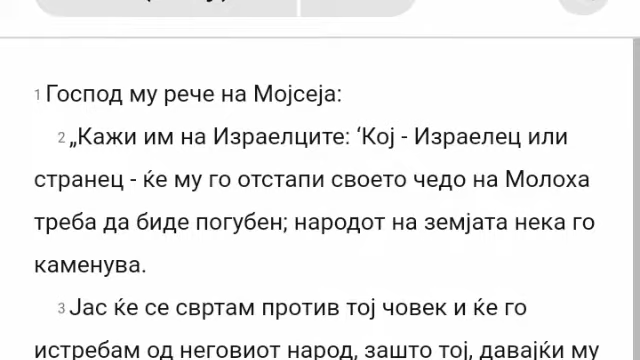 1 Господ му рече на Мојсеја:
2 „Кажи им на Израелците: ‘Кој - Израелец или
странец - ќе му го отстапи своето чедо на Молоха
треба да биде погубен; народот на земјата нека го
каменува.
3 Јас ќе се свртам против тој човек и ќе го
истребам од неговиот народ, зашто тој, давајќи му